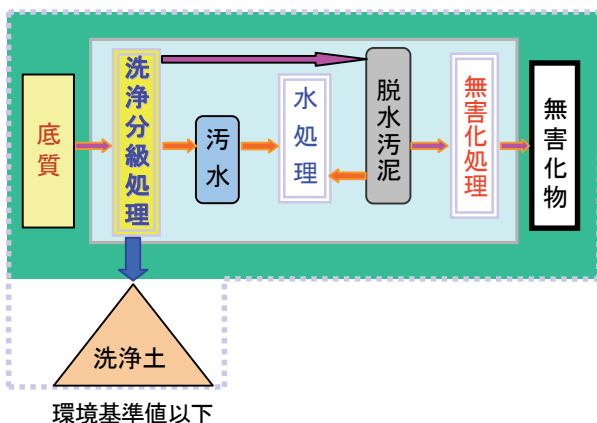 底質
洗浄分級処理
汚水
水処理
脱水汚泥
無害化処理
無害化物
洗浄土
環境基準値以下